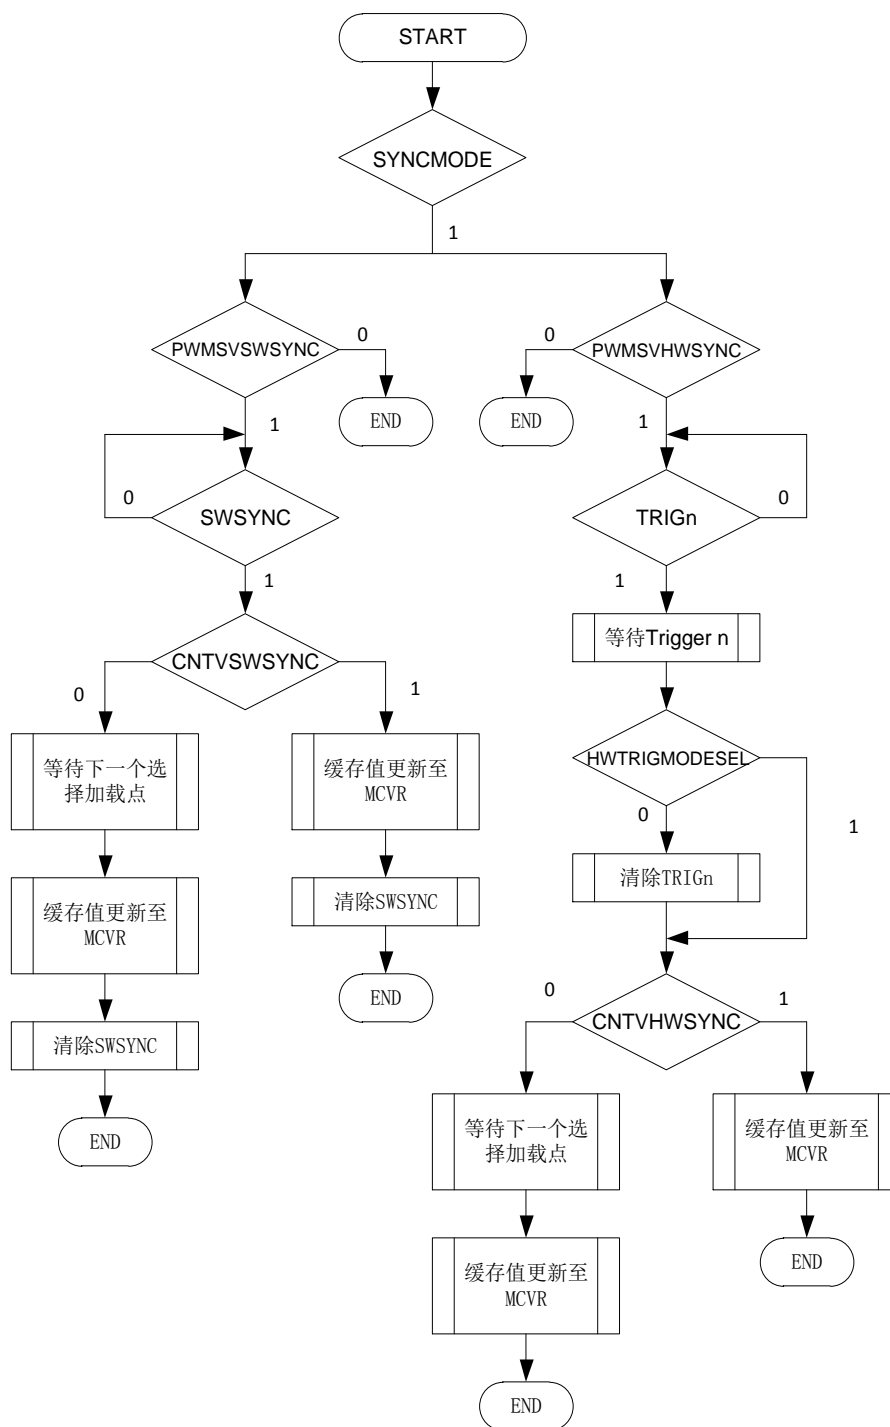 START
SYNCMODE
1
PWMSVSWSYNC
0
0
PWMSVHWSYNC
END
END
1
1
0
SWSYNC
TRIGn
0
1
1
等待Trigger n
CNTVSWSYNC
0
1
等待下一个选
择加载点
缓存值更新至
MCVR
HWTRIGMODESEL
0
1
清除TRIGn
缓存值更新至
MCVR
清除SWSYNC
END
清除SWSYNC
END
0
CNTVHWSYNC
1
等待下一个选
择加载点
缓存值更新至
MCVR
缓存值更新至
MCVR
END
END